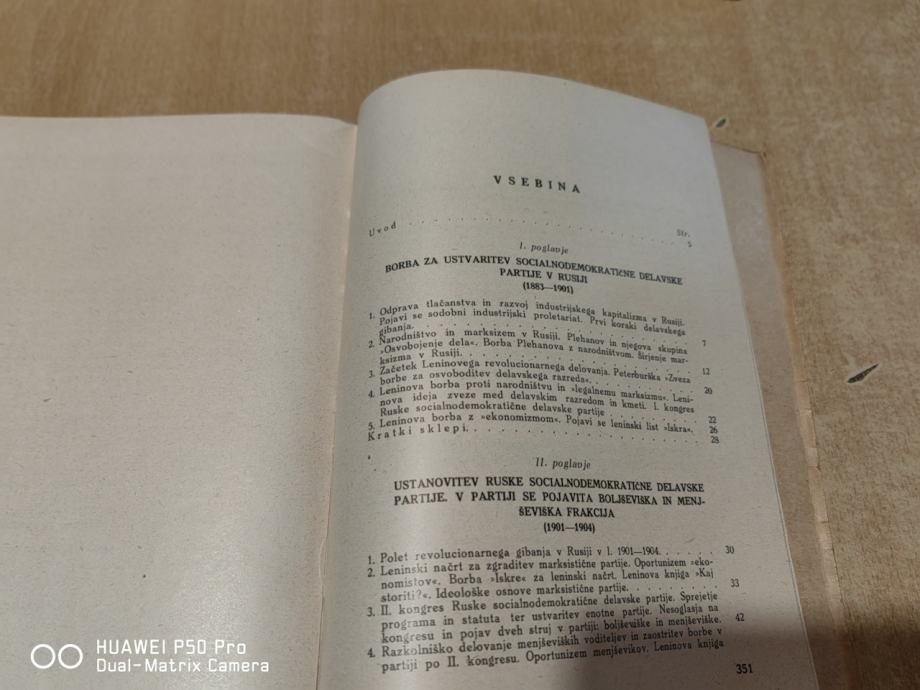 VSEBINA
Str.
Uvod . . . . . . . . . . . . . . . . . . . . 5
I. poglavje
BORBA ZA USTVARITEV SOCIALNODEMOKRATIČNE DELAVSKE
PARTIJE V RUSIJI
(1883—1901)
1. Odprava tlačanstva in razvoj industrijskega kapitalizma v Rusiji.
Pojavi se sodobni industrijski proletariat. Prvi koraki delavskega
gibanja. . . . . . . . . . . . . . . . . . 7
2. Narodništvo in marksizem v Rusiji. Plehanov in njegova skupina
»Osvobojenje dela«. Borba Plehanova z narodništvom. Širjenje mar-
ksizma v Rusiji. . . . . . . . . . . . . . . . 12
3. Začetek Leninovega revolucionarnega delovanja. Peterburška »Zveza
borbe za osvoboditev delavskega razreda«. . . . . . . . 20
4. Leninova borba proti narodništvu in »legalnemu marksizmu«. Leni-
nova ideja zveze med delavskim razredom in kmeti. I. kongres
Ruske socialnodemokratične delavske partije . . . . . . . 22
5. Leninova borba z »ekonomizmom«. Pojavi se leninski list »Iskra«. 26
Kratki sklepi. . . . . . . . . . . . . . . . . 28
II. poglavje
USTANOVITEV RUSKE SOCIALNODEMOKRATIČNE DELAVSKE
PARTIJE. V PARTIJI SE POJAVITA BOLJŠEVIŠKA IN MENJ-
ŠEVIŠKA FRAKCIJA
(1901—1904)
1. Polet revolucionarnega gibanja v Rusiji v l. 1901—1904. . . . . . 30
2. Leninski načrt za zgraditev marksistične partije. Oportunizem »eko-
nomistov«. Borba »Iskre« za leninski načrt. Leninova knjiga »Kaj
storiti?«. Ideološke osnove marksistične partije. . . . . . . . 33
3. II. kongres Ruske socialnodemokratične delavske partije. Sprejetje
programa in statuta ter ustvaritev enotne partije. Nesoglasja na
kongresu in pojav dveh struj v partiji: boljševiške in menjševiške. 42
4. Razkolniško delovanje menjševiških voditeljev in zaostritev borbe v
partiji po II. kongresu. Oportunizem menjševikov. Leninova knjiga
351
HUAWEI P50 Pro
Dual-Matrix Camera